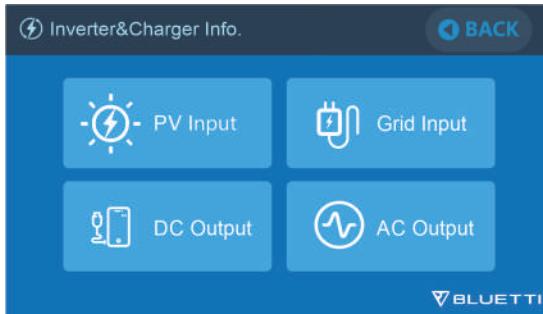 Inverter&Charger Info.
BACK
PV Input
Grid Input
DC Output
AC Output
BLUETTI